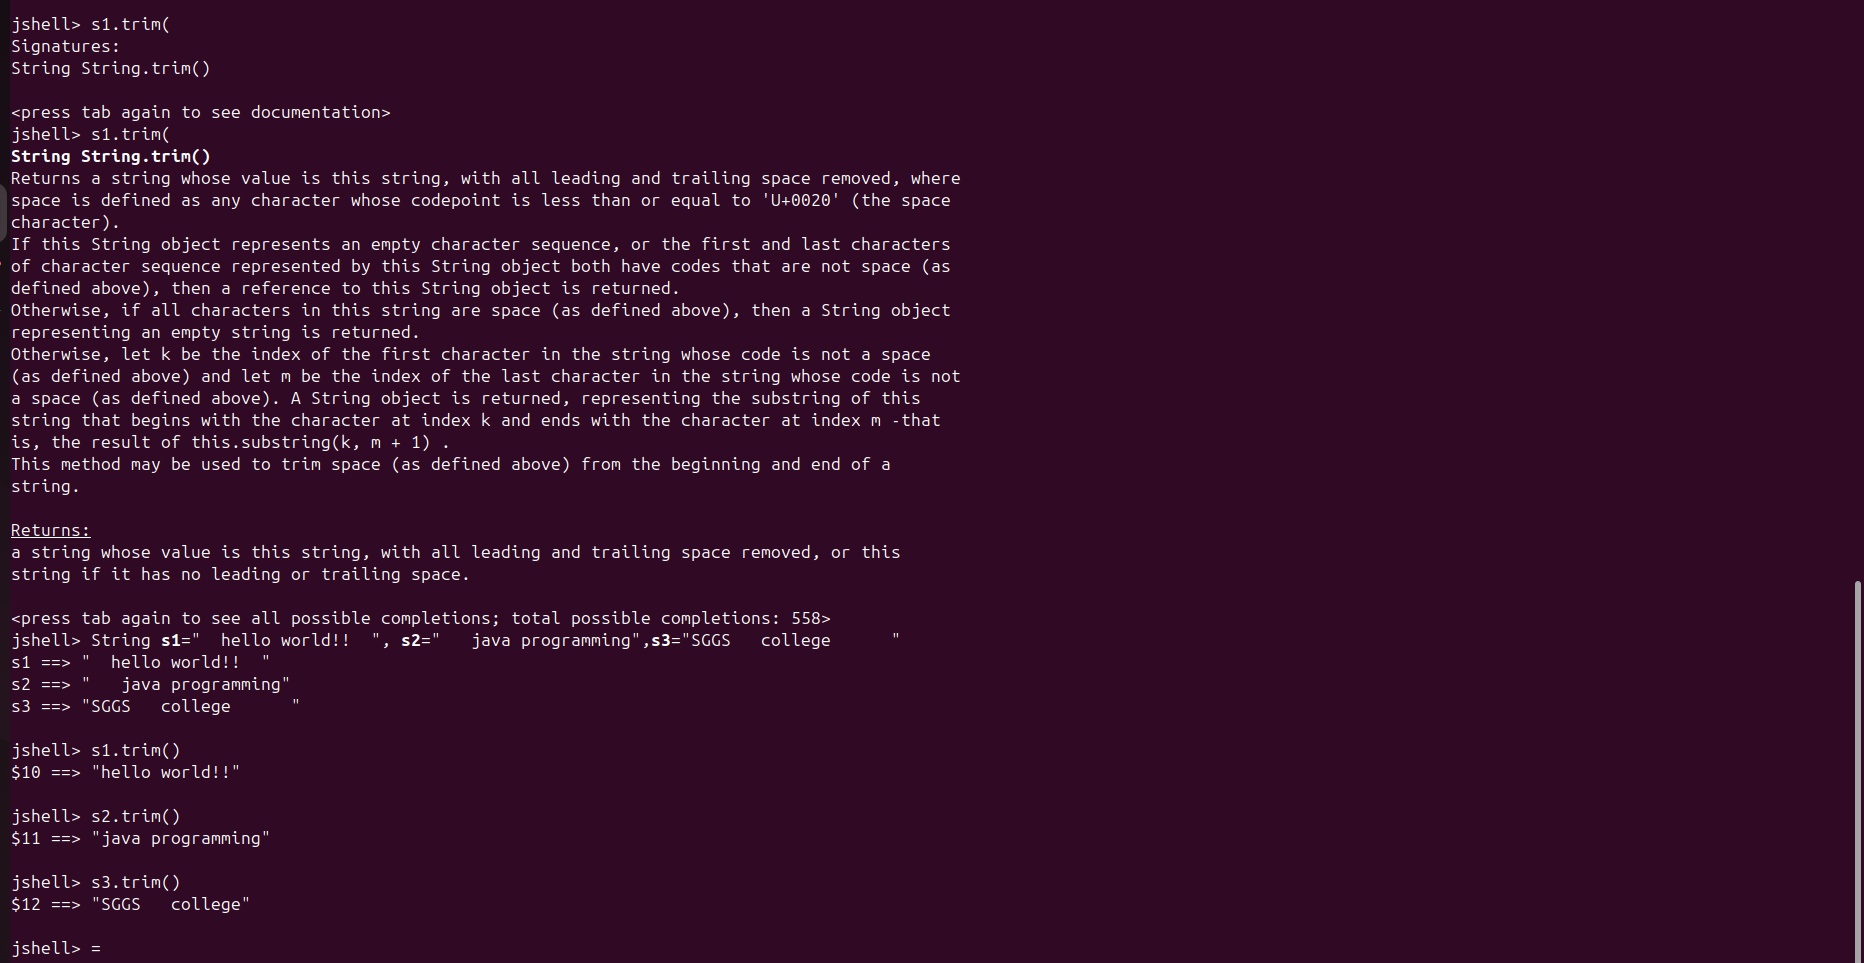 jshell> s1.trim(
Signatures:
String String.trim()

<press tab again to see documentation>
jshell> s1.trim(
String String.trim()
Returns a string whose value is this string, with all leading and trailing space removed, where
space is defined as any character whose codepoint is less than or equal to 'U+0020' (the space
character).
If this String object represents an empty character sequence, or the first and last characters
of character sequence represented by this String object both have codes that are not space (as
defined above), then a reference to this String object is returned.
Otherwise, if all characters in this string are space (as defined above), then a String object
representing an empty string is returned.
Otherwise, let k be the index of the first character in the string whose code is not a space
(as defined above) and let m be the index of the last character in the string whose code is not
a space (as defined above). A String object is returned, representing the substring of this
string that begins with the character at index k and ends with the character at index m -that
is, the result of this.substring(k, m + 1) .
This method may be used to trim space (as defined above) from the beginning and end of a
string.

Returns:
a string whose value is this string, with all leading and trailing space removed, or this
string if it has no leading or trailing space.

<press tab again to see all possible completions; total possible completions: 558>
jshell> String s1="  hello world!!  ", s2="   java programming",s3="SGGS   college      "
s1 ==> "  hello world!!  "
s2 ==> "   java programming"
s3 ==> "SGGS   college      "

jshell> s1.trim()
$10 ==> "hello world!!"

jshell> s2.trim()
$11 ==> "java programming"

jshell> s3.trim()
$12 ==> "SGGS   college"

jshell> =